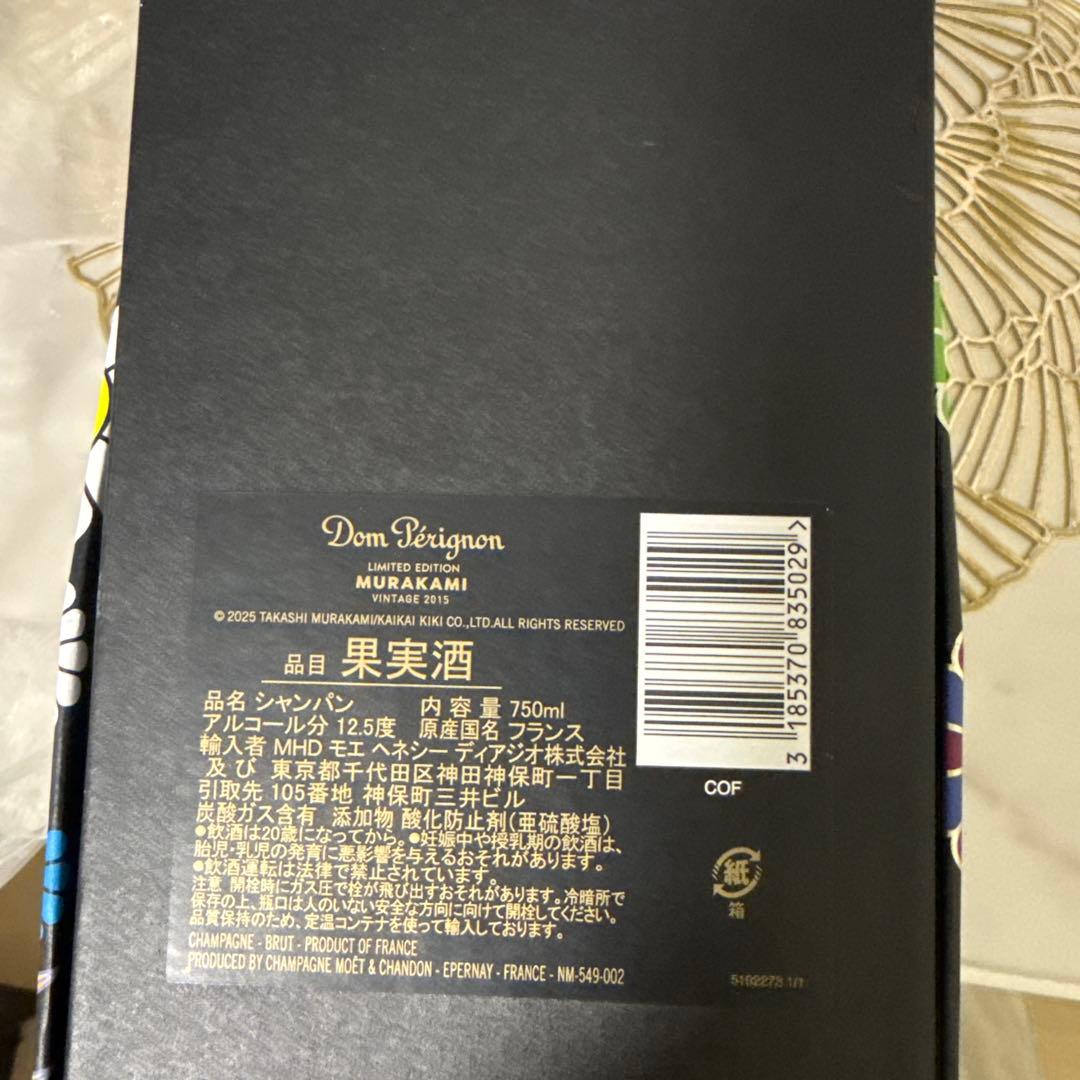 Dom Pérignon
LIMITED EDITION
MURAKAMI
VINTAGE 2015
© 2025 TAKASHI MURAKAMI/KAIKAI KIKI CO.,LTD.ALL RIGHTS RESERVED
品目 果実酒
品名 シャンパン 内容量 750ml
アルコール分 12.5度 原産国名 フランス
輸入者 MHD モエ ヘネシー ディアジオ株式会社
及び 東京都千代田区神田神保町一丁目
引取先 105番地 神保町三井ビル
炭酸ガス含有 添加物 酸化防止剤(亜硫酸塩)
●飲酒は20歳になってから。●妊娠中や授乳期の飲酒は、
胎児・乳児の発育に悪影響を与えるおそれがあります。
●飲酒運転は法律で禁止されています。
注意 開栓時にガス圧で栓が飛び出すおそれがあります。冷暗所で
保存の上、瓶口は人のいない安全な方向に向けて開栓してください。
品質保持のため、定温コンテナを使って輸入しております。
CHAMPAGNE - BRUT - PRODUCT OF FRANCE
PRODUCED BY CHAMPAGNE MOËT & CHANDON - EPERNAY - FRANCE - NM-549-002
3 185370 835029 >
COF
紙
箱
5102273 1/1